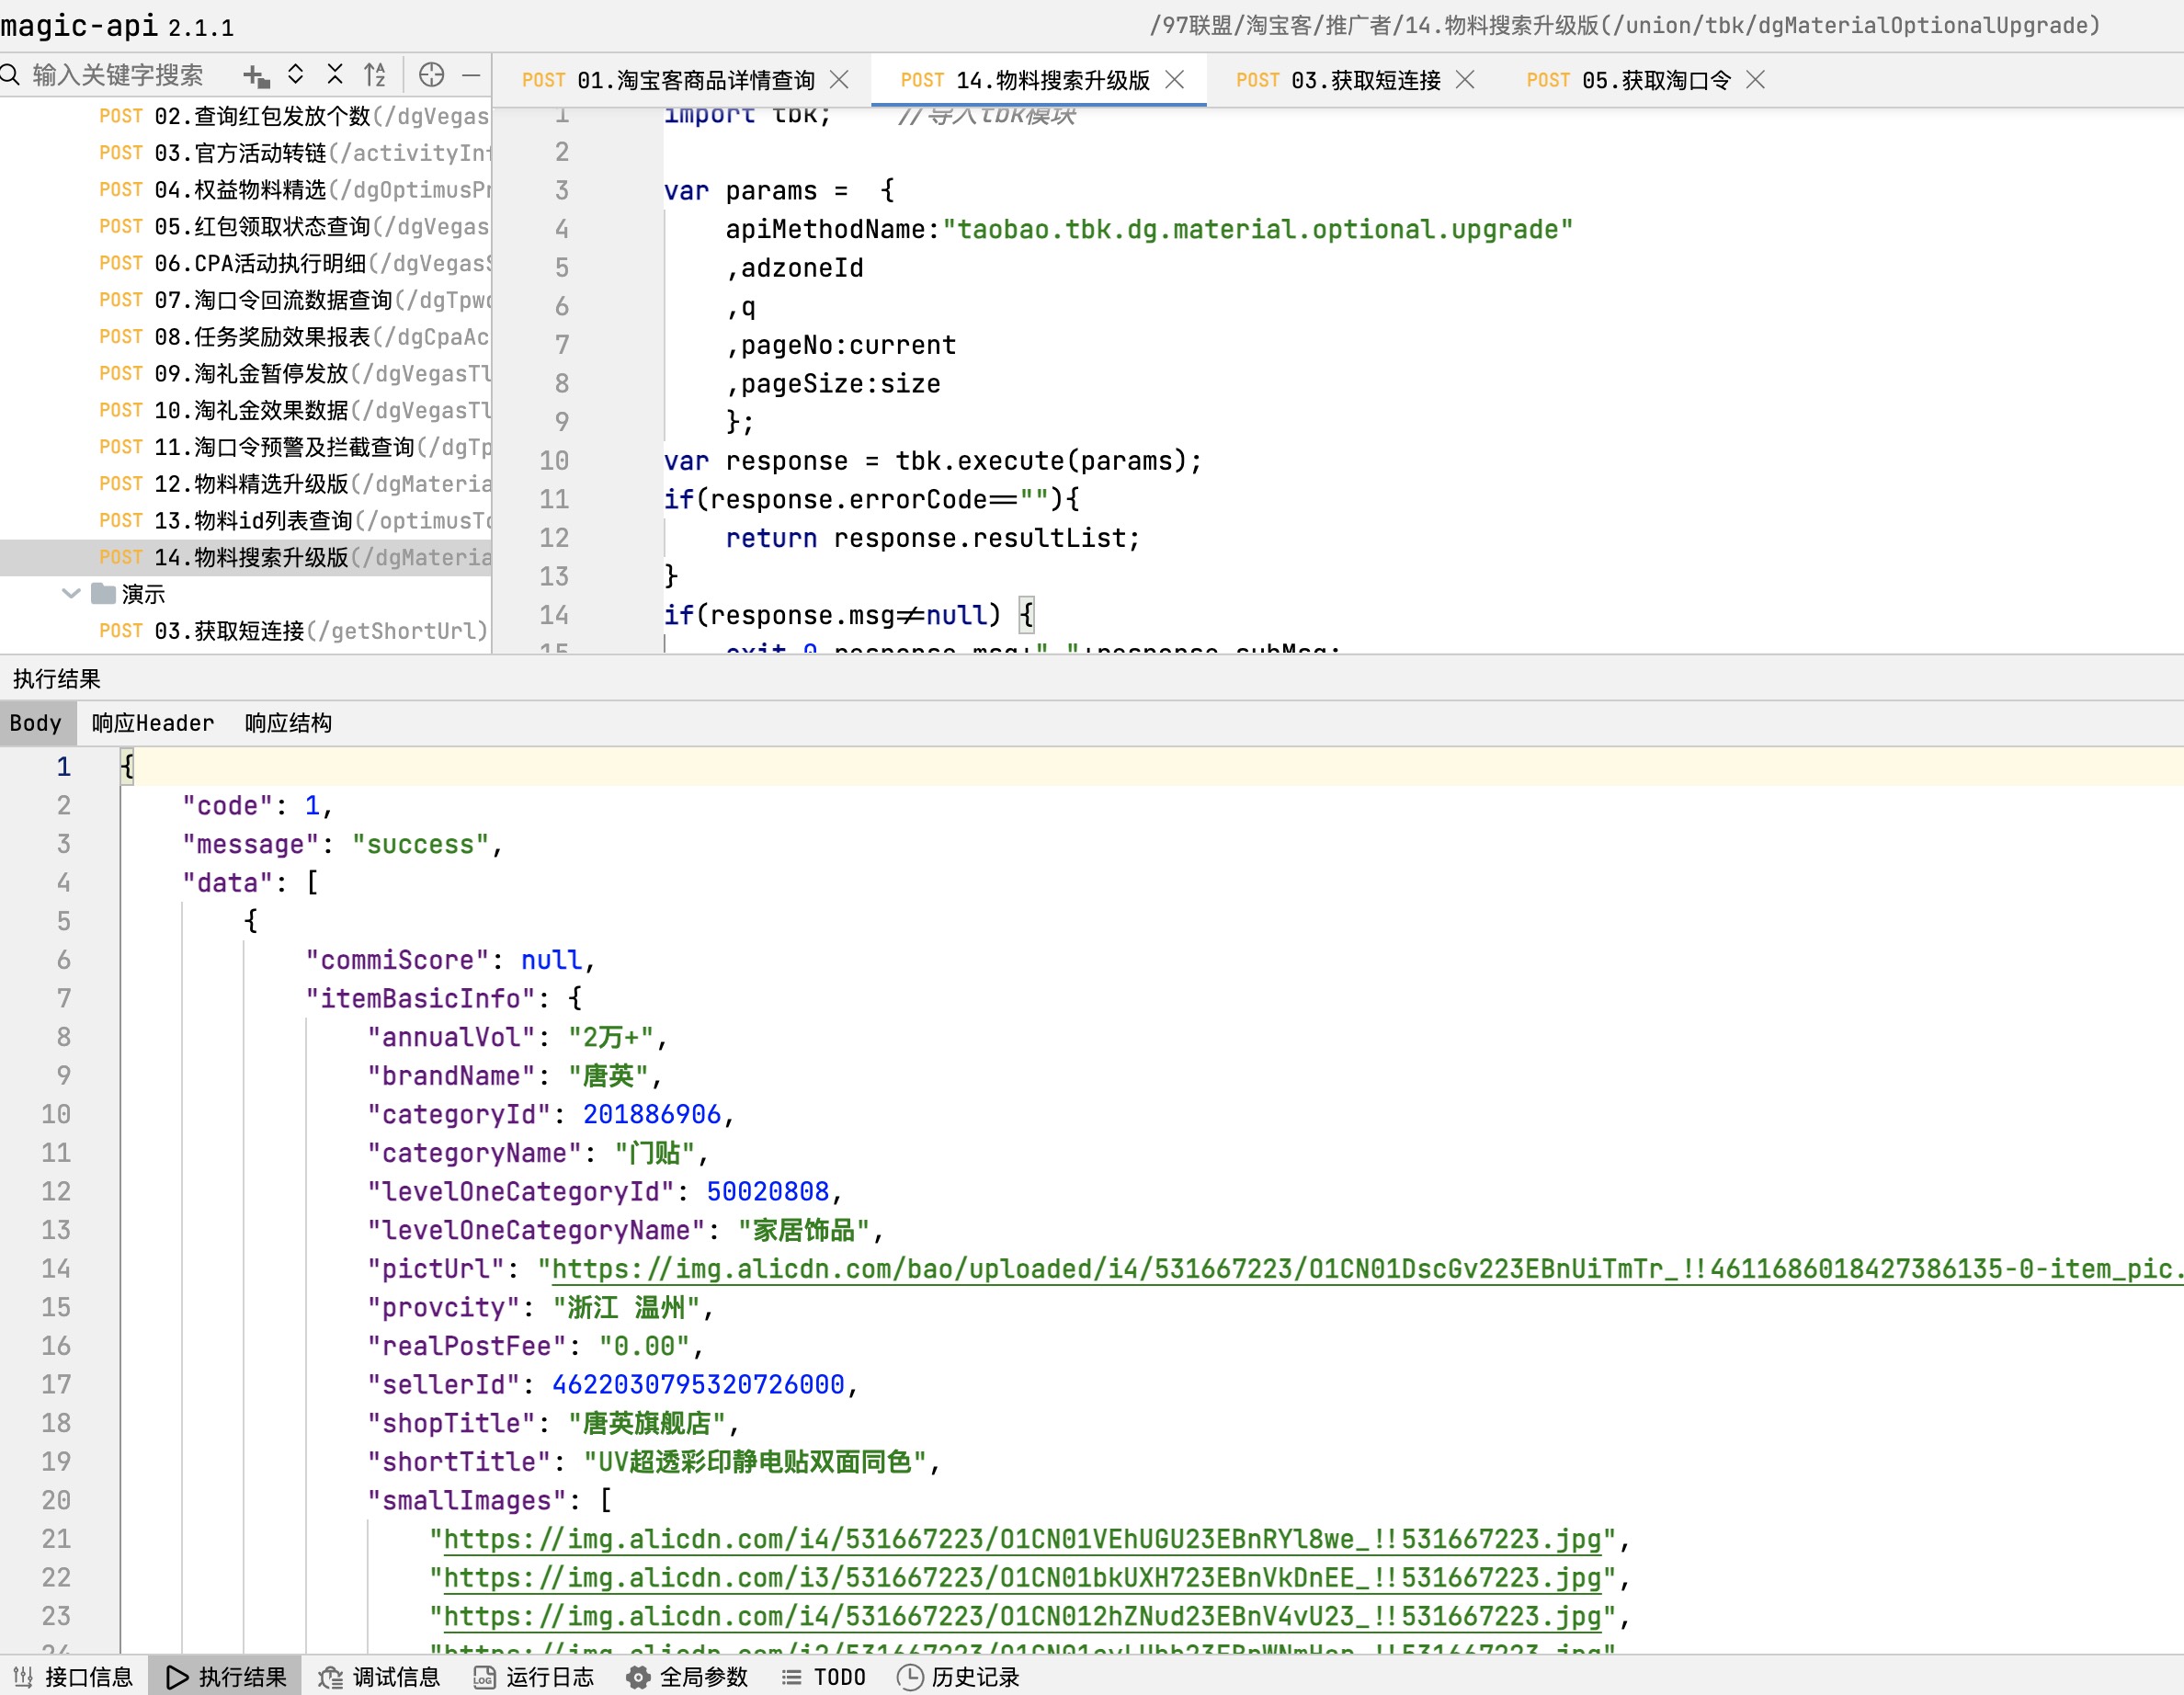 magic-api 2.1.1
/97联盟/淘宝客/推广者/14.物料搜索升级版(/union/tbk/dgMaterialOptionalUpgrade)
输入关键字搜索
POST 01.淘宝客商品详情查询
POST 14.物料搜索升级版
POST 03.获取短连接
POST 05.获取淘口令
POST 02.查询红包发放个数(/dgVegas
POST 03.官方活动转链(/activityInf
POST 04.权益物料精选(/dgOptimusPr
POST 05.红包领取状态查询(/dgVegas
POST 06.CPA活动执行明细(/dgVegasS
POST 07.淘口令回流数据查询(/dgTpwd
POST 08.任务奖励效果报表(/dgCpaAc
POST 09.淘礼金暂停发放(/dgVegasTl
POST 10.淘礼金效果数据(/dgVegasTl
POST 11.淘口令预警及拦截查询(/dgTp
POST 12.物料精选升级版(/dgMateria
POST 13.物料id列表查询(/optimusTo
POST 14.物料搜索升级版(/dgMateria
演示
POST 03.获取短连接(/getShortUrl)
1 import tbk; //导入tbk模块
2
3 var params = {
4 apiMethodName:"taobao.tbk.dg.material.optional.upgrade"
5 ,adzoneId
6 ,q
7 ,pageNo:current
8 ,pageSize:size
9 };
10 var response = tbk.execute(params);
11 if(response.errorCode==""){
12 return response.resultList;
13 }
14 if(response.msg!=null) {
15 exit 0,response.msg+","+response.subMsg;
执行结果
Body 响应Header 响应结构
1 {
2 "code": 1,
3 "message": "success",
4 "data": [
5 {
6 "commiScore": null,
7 "itemBasicInfo": {
8 "annualVol": "2万+",
9 "brandName": "唐英",
10 "categoryId": 201886906,
11 "categoryName": "门贴",
12 "levelOneCategoryId": 50020808,
13 "levelOneCategoryName": "家居饰品",
14 "pictUrl": "https://img.alicdn.com/bao/uploaded/i4/531667223/O1CN01DscGv223EBnUiTmTr_!!4611686018427386135-0-item_pic.
15 "provcity": "浙江 温州",
16 "realPostFee": "0.00",
17 "sellerId": 4622030795320726000,
18 "shopTitle": "唐英旗舰店",
19 "shortTitle": "UV超透彩印静电贴双面同色",
20 "smallImages": [
21 "https://img.alicdn.com/i4/531667223/O1CN01VEhUGU23EBnRYl8we_!!531667223.jpg",
22 "https://img.alicdn.com/i3/531667223/O1CN01bkUXH723EBnVkDnEE_!!531667223.jpg",
23 "https://img.alicdn.com/i4/531667223/O1CN012hZNud23EBnV4vU23_!!531667223.jpg",
24
接口信息 执行结果 调试信息 运行日志 全局参数 TODO 历史记录